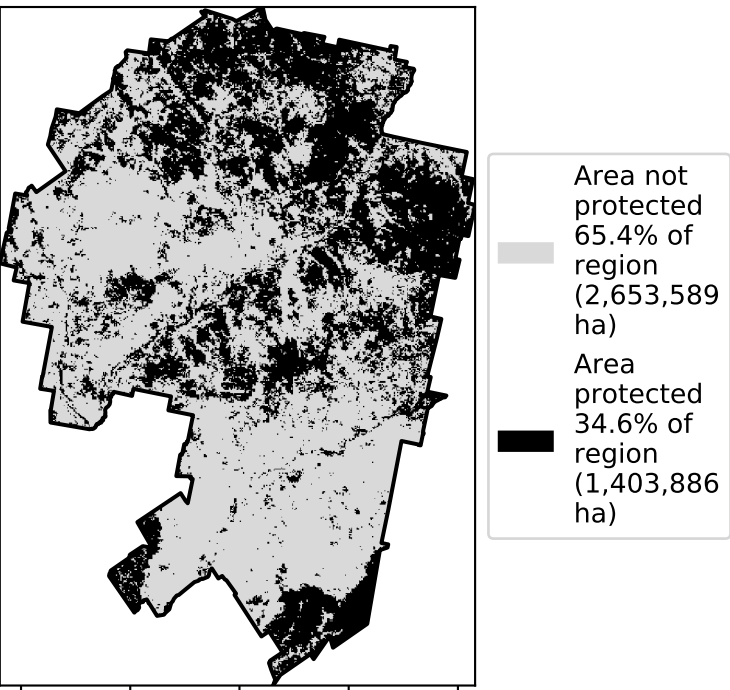 Area not
protected
65.4% of
region
(2,653,589
ha)
Area
protected
34.6% of
region
(1,403,886
ha)